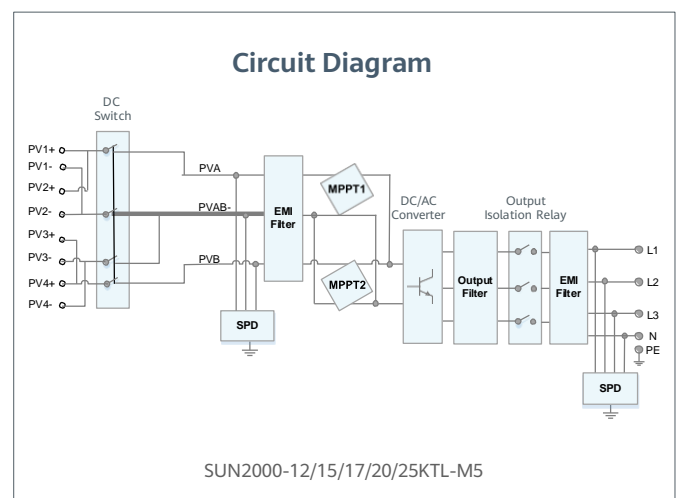 Circuit Diagram
DC
Switch
PV1+
PV1-
PV2+
PV2-
PV3+
PV3-
PV4+
PV4-
PVA
PVAB-
PVB
EMI
Filter
SPD
MPPT1
MPPT2
DC/AC
Converter
Output
Filter
Output
Isolation Relay
EMI
Filter
L1
L2
L3
N
PE
SPD
SUN2000-12/15/17/20/25KTL-M5